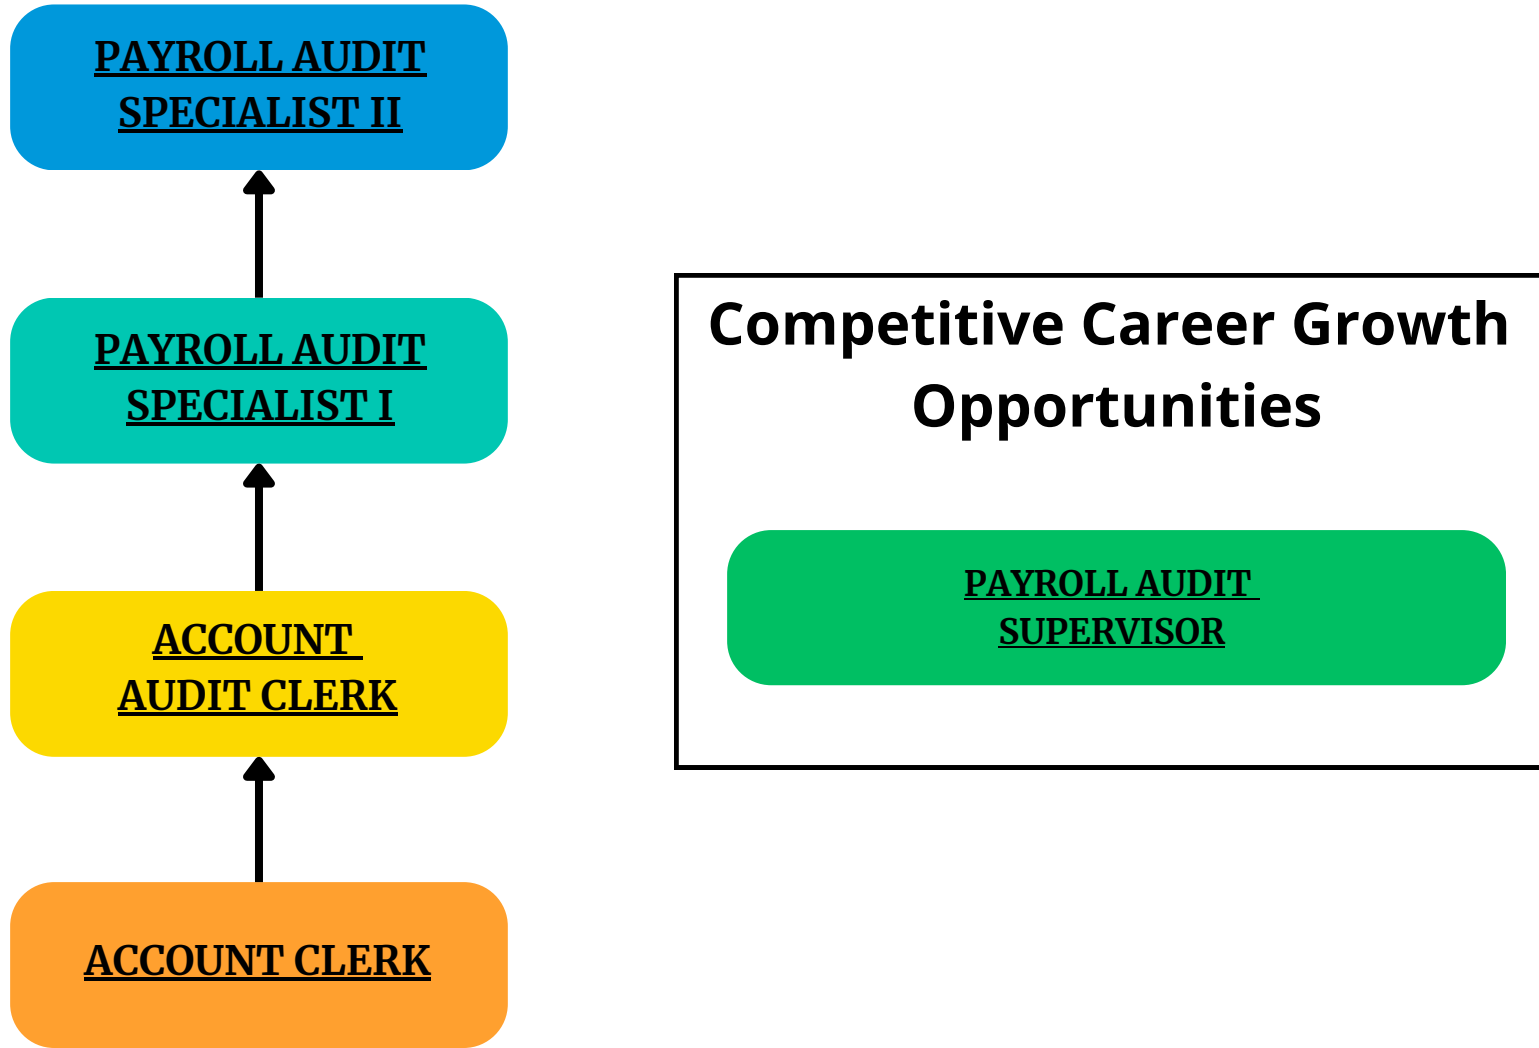 PAYROLL AUDIT
SPECIALIST II
PAYROLL AUDIT
SPECIALIST I
ACCOUNT
AUDIT CLERK
ACCOUNT CLERK
Competitive Career Growth
Opportunities
PAYROLL AUDIT
SUPERVISOR